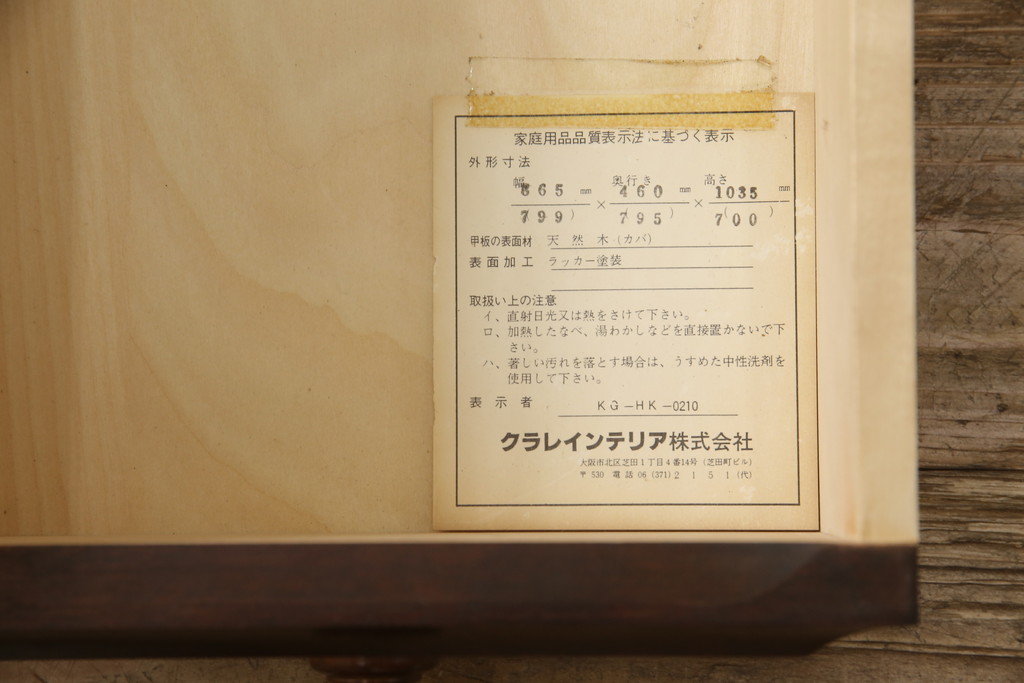 家庭用品品質表示法に基づく表示
外形寸法
幅 奥行き 高さ
865 mm × 460 mm × 1035 mm
799) (795) 7(00)
甲板の表面材 天然木(カバ)
表面加工 ラッカー塗装
取扱い上の注意
イ、直射日光又は熱をさけて下さい。
ロ、加熱したなべ、湯わかしなどを直接置かないで下
さい。
ハ、著しい汚れを落とす場合は、うすめた中性洗剤を
使用して下さい。
表示者 KG-HK-0210
クラレインテリア株式会社
大阪市北区芝田1丁目4番14号(芝田町ビル)
〒530 電話06(371)2151(代)